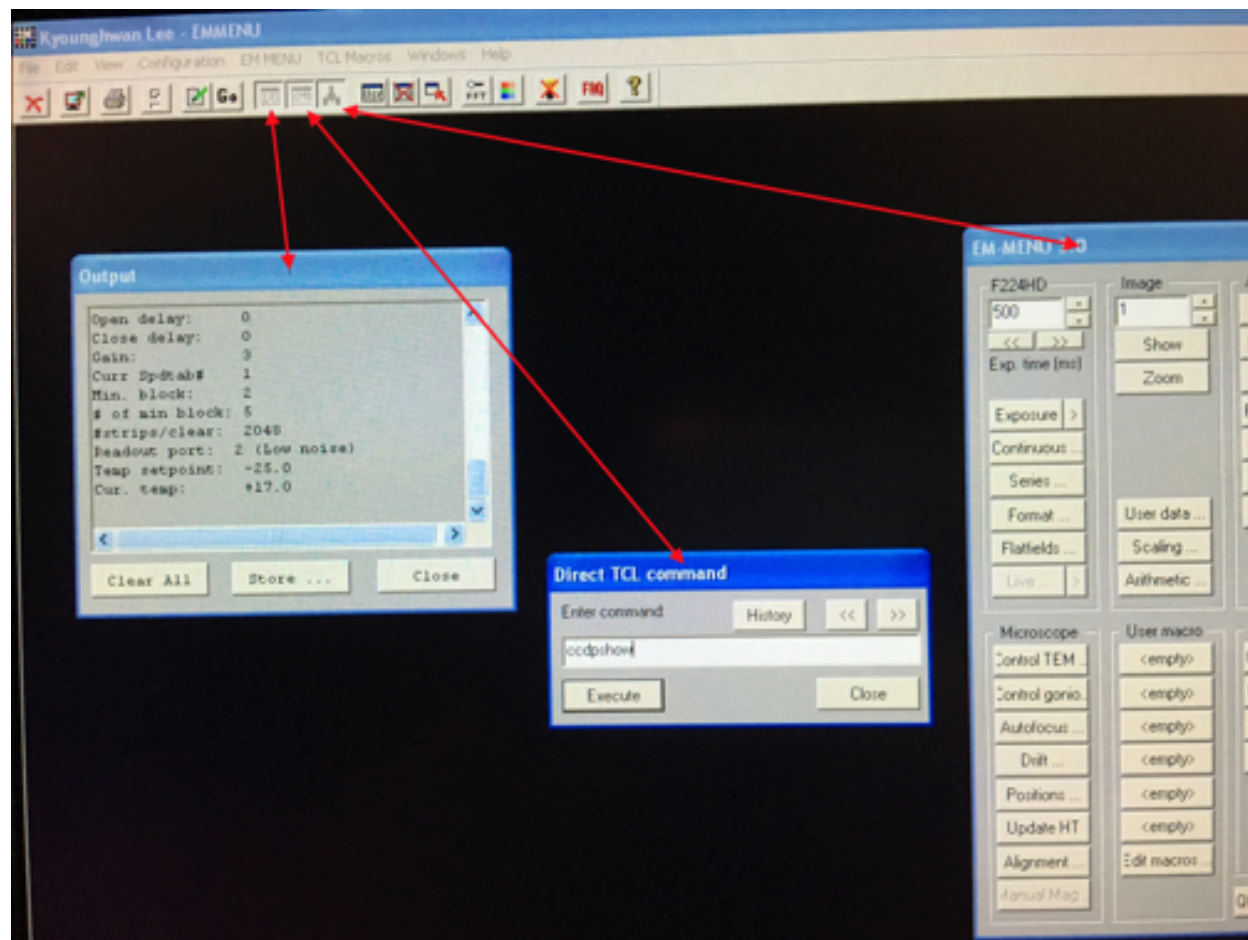 Kyounghwan Lee - EMMENU
File Edit View Configuration EM MENU TCL Macros Windows Help
Go FFT FAQ ?
Output
Open delay: 0
Close delay: 0
Gain: 3
Curr Spdtab# 1
Min. block: 2
# of min block: 5
#strips/clear: 2048
Readout port: 2 (Low noise)
Temp setpoint: -25.0
Cur. temp: +17.0
Clear All Store ... Close
Direct TCL command
Enter command: History << >>
ccdpshow
Execute Close
EM-MENU
F224HD
500
<< >>
Exp. time (ms)
Exposure >
Continuous ...
Series ...
Format ...
Flatfields ...
Live ... >
Image
1
Show
Zoom
User data ...
Scaling ...
Arithmetic ...
Microscope
Control TEM ..
Control gonio..
Autofocus ...
Drift ...
Positions ...
Update HT
Alignment ...
Manual Mag..
User macro
<empty>
<empty>
<empty>
<empty>
<empty>
<empty>
Edit macros ..